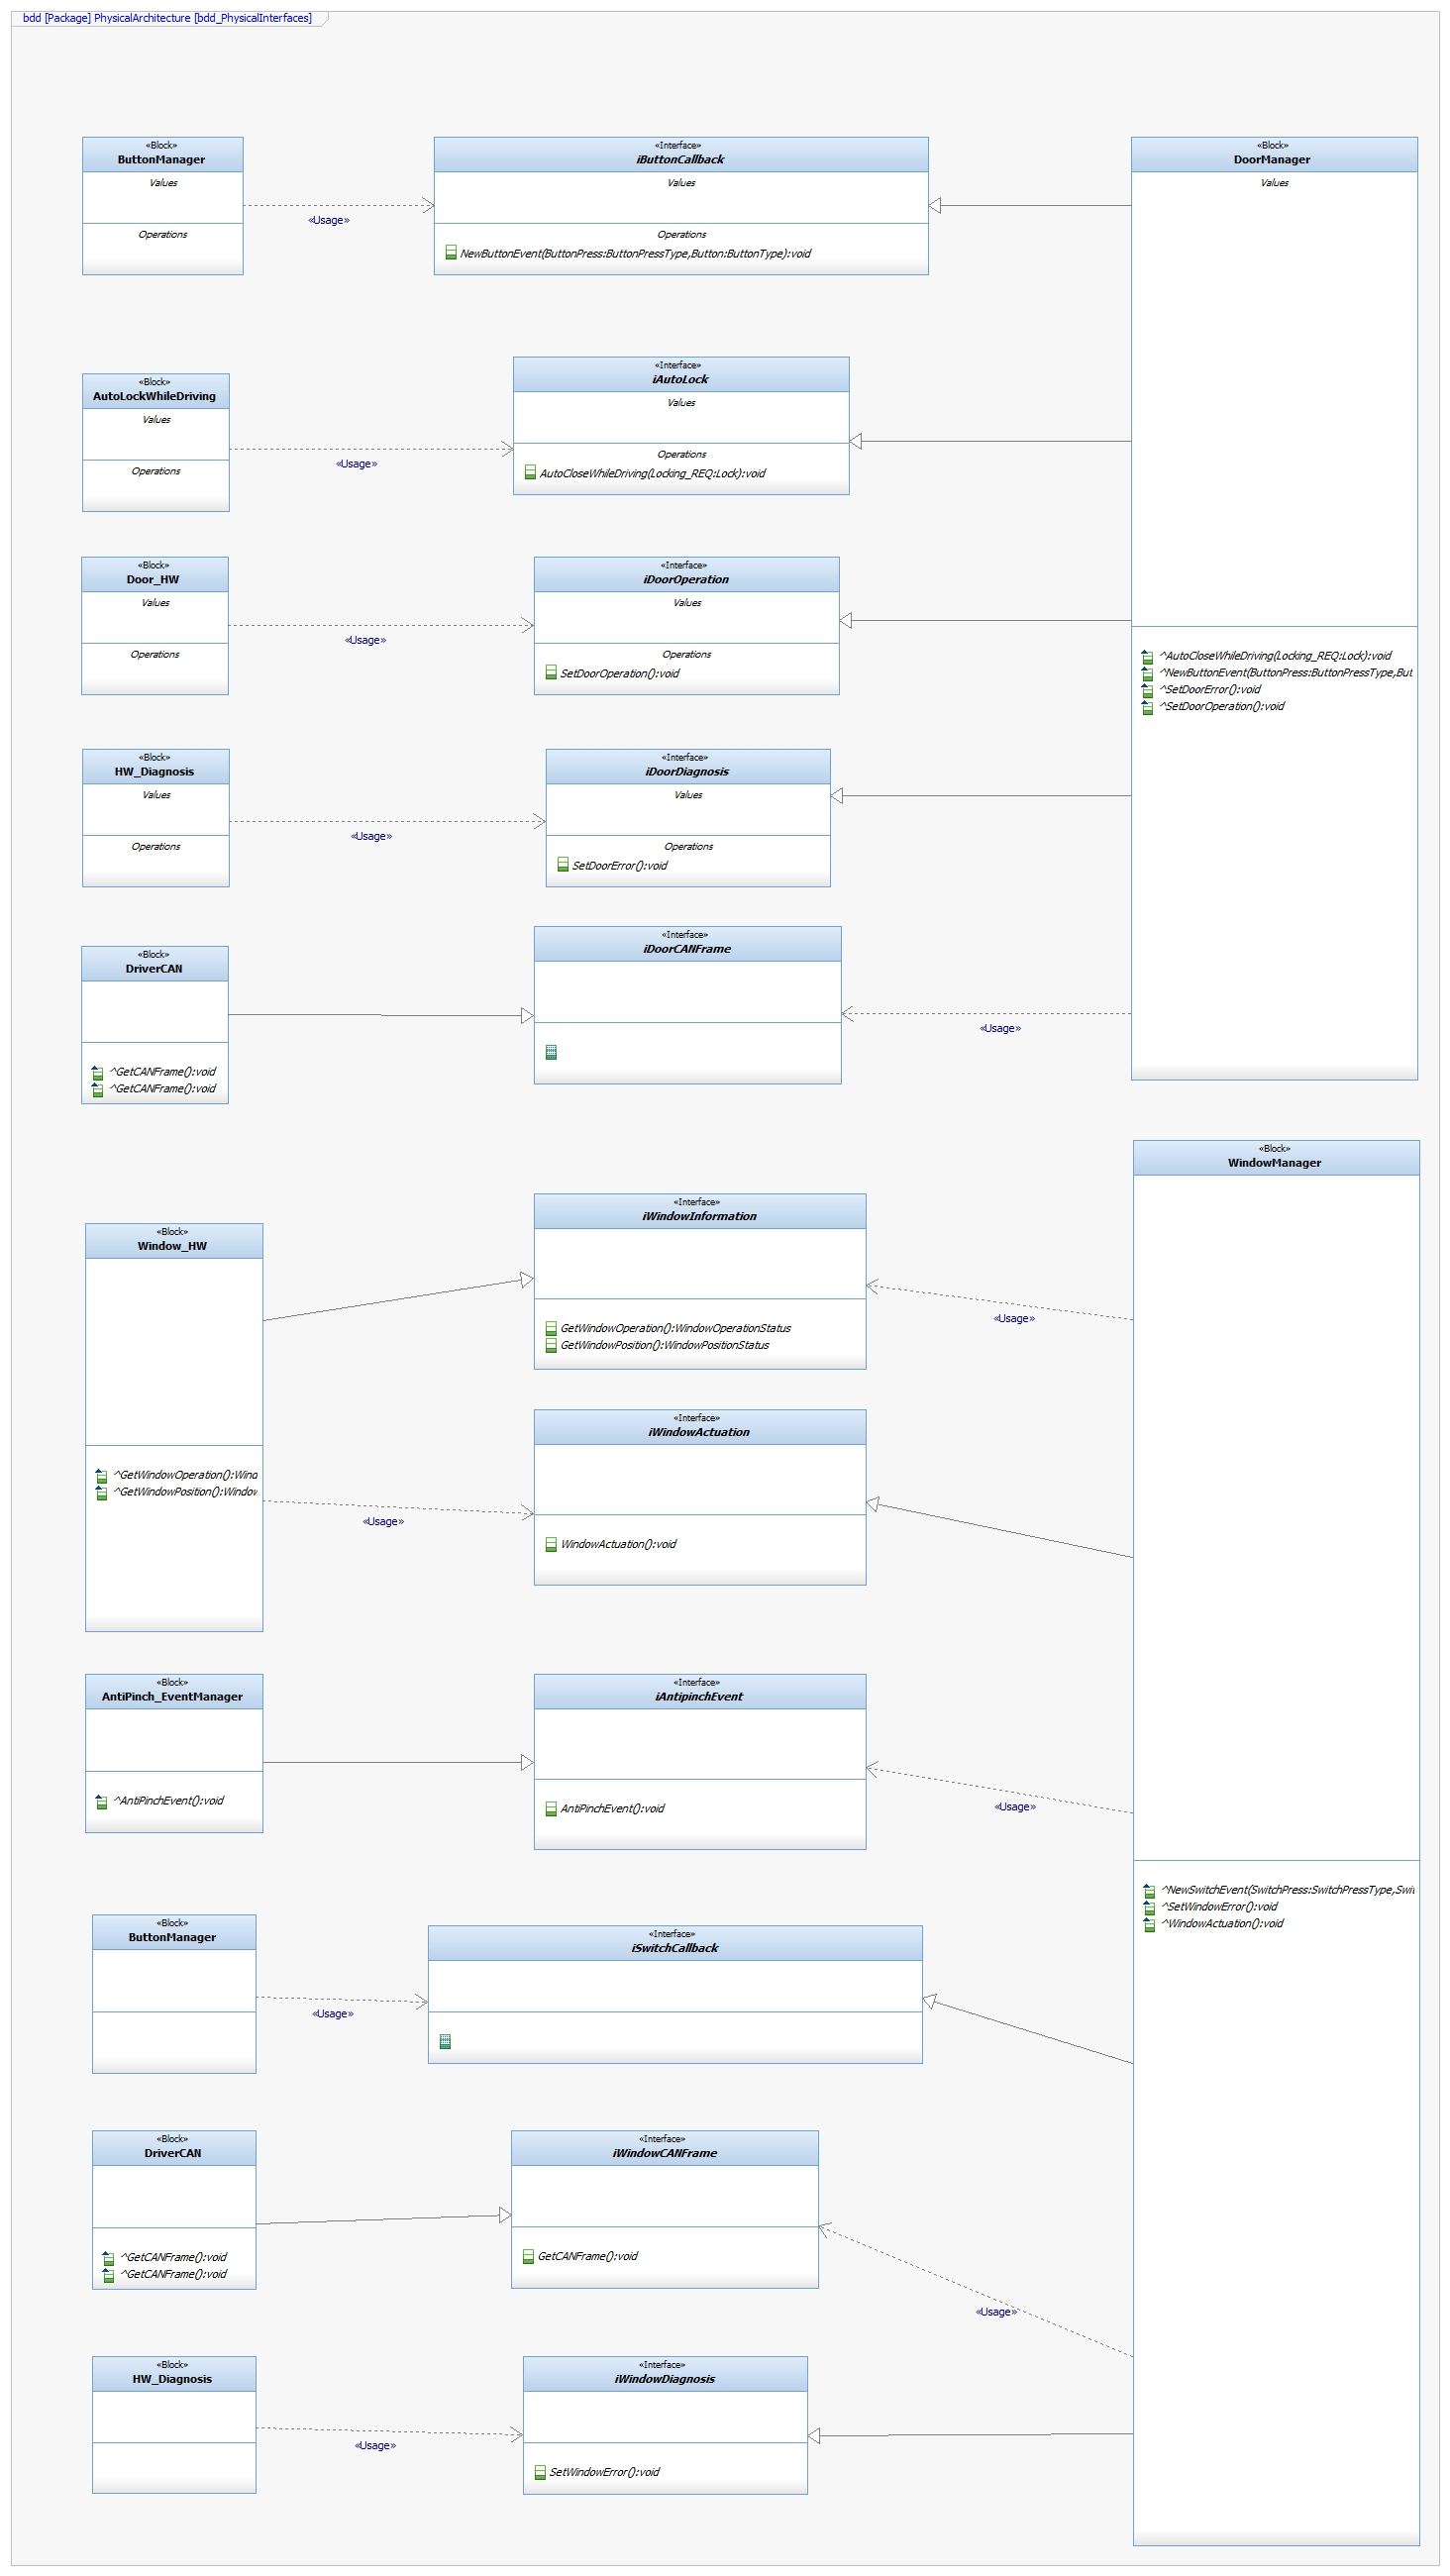 bdd [Package] PhysicalArchitecture [bdd_PhysicalInterfaces]
«Block»
ButtonManager
Values
Operations
«Usage»
«Interface»
iButtonCallback
Values
Operations
NewButtonEvent(ButtonPress:ButtonPressType,Button:ButtonType):void
«Block»
DoorManager
Values
^AutoCloseWhileDriving(Locking_REQ:Lock):void
^NewButtonEvent(ButtonPress:ButtonPressType,But
^SetDoorError():void
^SetDoorOperation():void
«Block»
AutoLockWhileDriving
Values
Operations
«Usage»
«Interface»
iAutoLock
Values
Operations
AutoCloseWhileDriving(Locking_REQ:Lock):void
«Block»
Door_HW
Values
Operations
«Usage»
«Interface»
iDoorOperation
Values
Operations
SetDoorOperation():void
«Block»
HW_Diagnosis
Values
Operations
«Usage»
«Interface»
iDoorDiagnosis
Values
Operations
SetDoorError():void
«Block»
DriverCAN
^GetCANFrame():void
^GetCANFrame():void
«Interface»
iDoorCANFrame
«Usage»
«Block»
WindowManager
^NewSwitchEvent(SwitchPress:SwitchPressType,Swi
^SetWindowError():void
^WindowActuation():void
«Block»
Window_HW
^GetWindowOperation():Wind
^GetWindowPosition():Window
«Interface»
iWindowInformation
GetWindowOperation():WindowOperationStatus
GetWindowPosition():WindowPositionStatus
«Usage»
«Usage»
«Interface»
iWindowActuation
WindowActuation():void
«Block»
AntiPinch_EventManager
^AntiPinchEvent():void
«Interface»
iAntipinchEvent
AntiPinchEvent():void
«Usage»
«Block»
ButtonManager
«Usage»
«Interface»
iSwitchCallback
«Block»
DriverCAN
^GetCANFrame():void
^GetCANFrame():void
«Interface»
iWindowCANFrame
GetCANFrame():void
«Usage»
«Block»
HW_Diagnosis
«Usage»
«Interface»
iWindowDiagnosis
SetWindowError():void